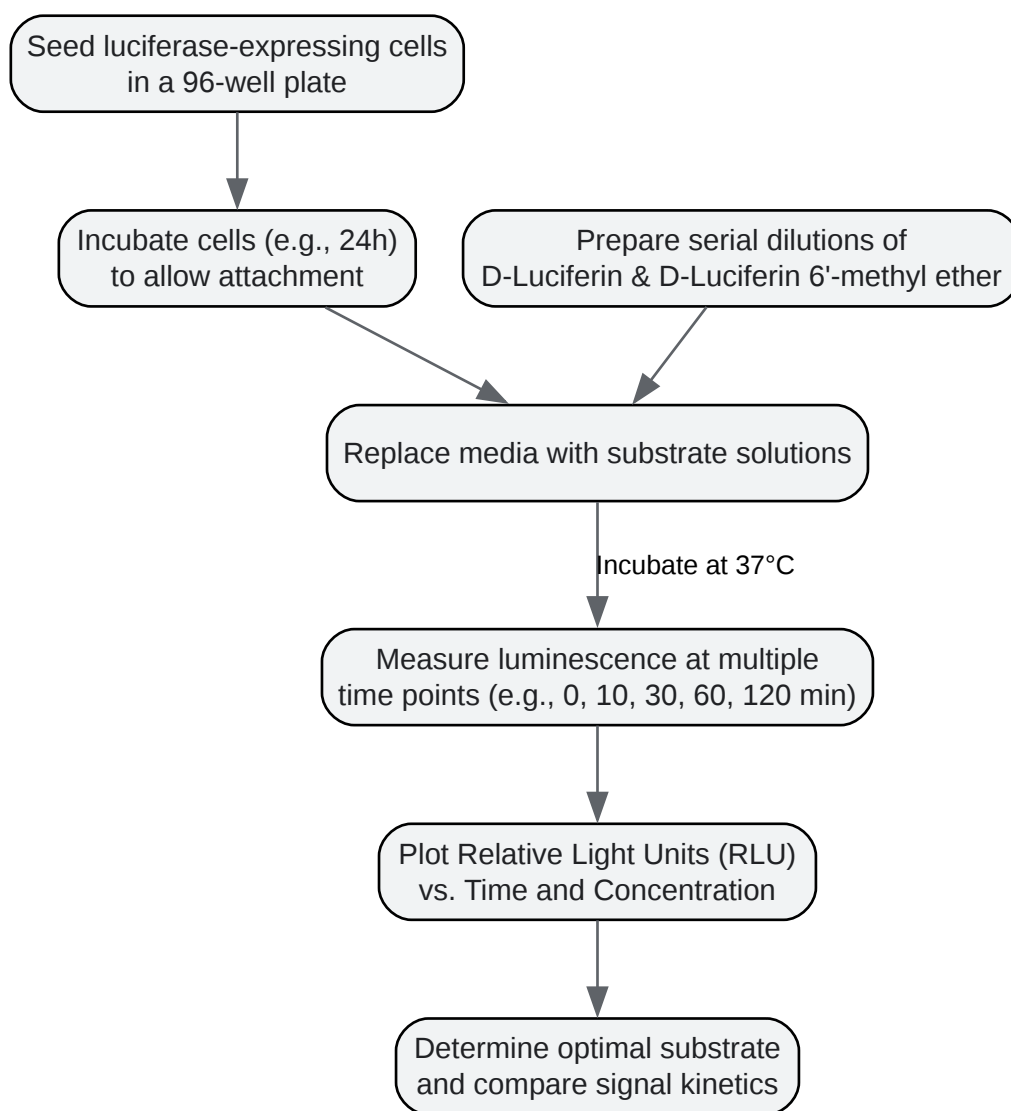 Seed luciferase-expressing cells
in a 96-well plate
Incubate cells (e.g., 24h)
to allow attachment
Prepare serial dilutions of
D-Luciferin & D-Luciferin 6'-methyl ether
Replace media with substrate solutions
Incubate at 37°C
Measure luminescence at multiple
time points (e.g., 0, 10, 30, 60, 120 min)
Plot Relative Light Units (RLU)
vs. Time and Concentration
Determine optimal substrate
and compare signal kinetics